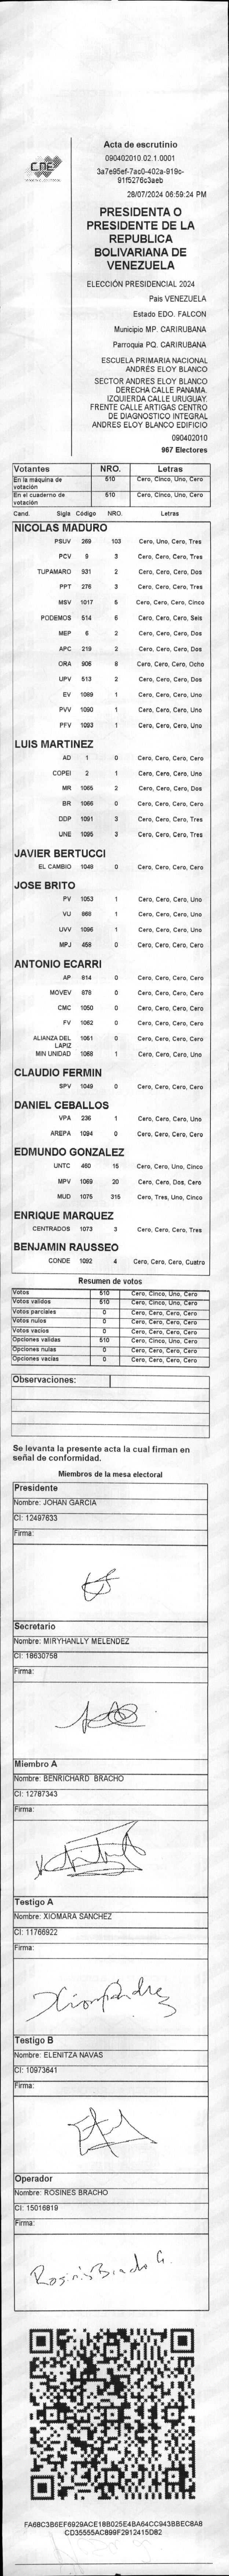 CNE
Acta de escrutinio
090402010.02.1.0001
3a7e95ef-7ac0-402a-919c-
91f5276c3aeb
28/07/2024 06:59:24 PM
PRESIDENTA O
PRESIDENTE DE LA
REPUBLICA
BOLIVARIANA DE
VENEZUELA
ELECCIÓN PRESIDENCIAL 2024
Pais VENEZUELA
Estado EDO. FALCON
Municipio MP. CARIRUBANA
Parroquia PQ. CARIRUBANA
ESCUELA PRIMARIA NACIONAL
ANDRÉS ELOY BLANCO
SECTOR ANDRES ELOY BLANCO
DERECHA CALLE PANAMA.
IZQUIERDA CALLE URUGUAY.
FRENTE CALLE ARTIGAS CENTRO
DE DIAGNOSTICO INTEGRAL
ANDRES ELOY BLANCO EDIFICIO
090402010
967 Electores
Votantes NRO. Letras
En la máquina de votación 510 Cero, Cinco, Uno, Cero
En el cuaderno de votación 510 Cero, Cinco, Uno, Cero
Cand. Sigla Código NRO. Letras
NICOLAS MADURO
PSUV 269 103 Cero, Uno, Cero, Tres
PCV 9 3 Cero, Cero, Cero, Tres
TUPAMARO 931 2 Cero, Cero, Cero, Dos
PPT 276 3 Cero, Cero, Cero, Tres
MSV 1017 5 Cero, Cero, Cero, Cinco
PODEMOS 514 6 Cero, Cero, Cero, Seis
MEP 6 2 Cero, Cero, Cero, Dos
APC 219 2 Cero, Cero, Cero, Dos
ORA 906 8 Cero, Cero, Cero, Ocho
UPV 513 2 Cero, Cero, Cero, Dos
EV 1089 1 Cero, Cero, Cero, Uno
PVV 1090 1 Cero, Cero, Cero, Uno
PFV 1093 1 Cero, Cero, Cero, Uno
LUIS MARTINEZ
AD 1 0 Cero, Cero, Cero, Cero
COPEI 2 1 Cero, Cero, Cero, Uno
MR 1065 2 Cero, Cero, Cero, Dos
BR 1066 0 Cero, Cero, Cero, Cero
DDP 1091 3 Cero, Cero, Cero, Tres
UNE 1095 3 Cero, Cero, Cero, Tres
JAVIER BERTUCCI
EL CAMBIO 1048 0 Cero, Cero, Cero, Cero
JOSE BRITO
PV 1053 1 Cero, Cero, Cero, Uno
VU 868 1 Cero, Cero, Cero, Uno
UVV 1096 1 Cero, Cero, Cero, Uno
MPJ 458 0 Cero, Cero, Cero, Cero
ANTONIO ECARRI
AP 814 0 Cero, Cero, Cero, Cero
MOVEV 878 0 Cero, Cero, Cero, Cero
CMC 1050 0 Cero, Cero, Cero, Cero
FV 1062 0 Cero, Cero, Cero, Cero
ALIANZA DEL LAPIZ 1061 0 Cero, Cero, Cero, Cero
MIN UNIDAD 1068 1 Cero, Cero, Cero, Uno
CLAUDIO FERMIN
SPV 1049 0 Cero, Cero, Cero, Cero
DANIEL CEBALLOS
VPA 236 1 Cero, Cero, Cero, Uno
AREPA 1094 0 Cero, Cero, Cero, Cero
EDMUNDO GONZALEZ
UNTC 460 15 Cero, Cero, Uno, Cinco
MPV 1069 20 Cero, Cero, Dos, Cero
MUD 1075 315 Cero, Tres, Uno, Cinco
ENRIQUE MARQUEZ
CENTRADOS 1073 3 Cero, Cero, Cero, Tres
BENJAMIN RAUSSEO
CONDE 1092 4 Cero, Cero, Cero, Cuatro
Resumen de votos
Votos 510 Cero, Cinco, Uno, Cero
Votos validos 510 Cero, Cinco, Uno, Cero
Votos parciales 0 Cero, Cero, Cero, Cero
Votos nulos 0 Cero, Cero, Cero, Cero
Votos vacios 0 Cero, Cero, Cero, Cero
Opciones validas 510 Cero, Cinco, Uno, Cero
Opciones nulas 0 Cero, Cero, Cero, Cero
Opciones vacias 0 Cero, Cero, Cero, Cero
Observaciones:
Se levanta la presente acta la cual firman en
señal de conformidad.
Miembros de la mesa electoral
Presidente
Nombre: JOHAN GARCIA
CI: 12497633
Firma:
Secretario
Nombre: MIRYHANLLY MELENDEZ
CI: 18630758
Firma:
Miembro A
Nombre: BENRICHARD BRACHO
CI: 12787343
Firma:
Testigo A
Nombre: XIOMARA SANCHEZ
CI: 11766922
Firma:
Testigo B
Nombre: ELENITZA NAVAS
CI: 10973641
Firma:
Operador
Nombre: ROSINES BRACHO
CI: 15016819
Firma:
Rosines Bracho G.
FA68C3B6EF6929ACE18B025E4BA64CC943BBEC8A8
CD35555AC899F2912415D82